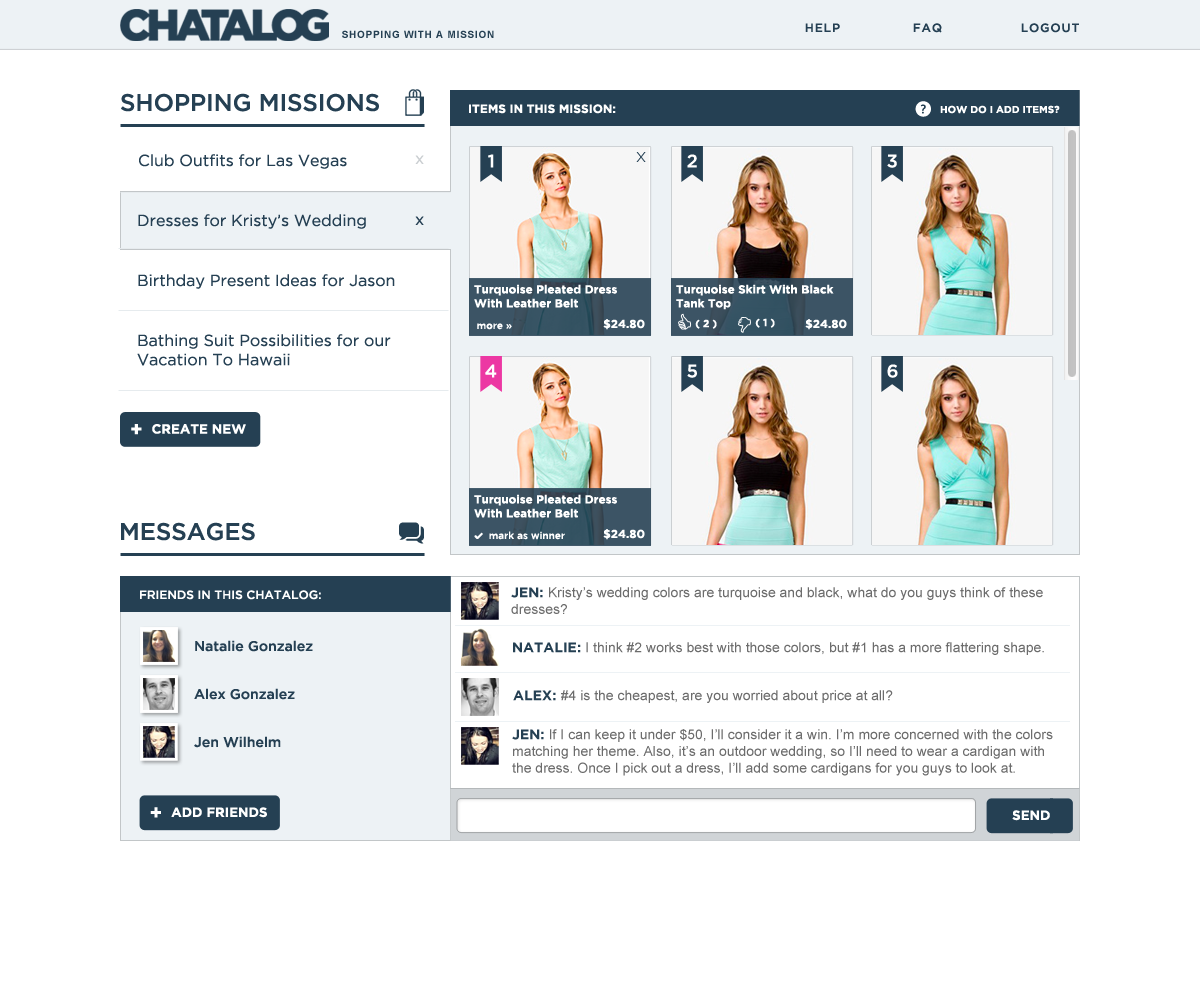 CHATALOG SHOPPING WITH A MISSION
HELP FAQ LOGOUT
SHOPPING MISSIONS
Club Outfits for Las Vegas x
Dresses for Kristy's Wedding x
Birthday Present Ideas for Jason
Bathing Suit Possibilities for our
Vacation To Hawaii
+ CREATE NEW
ITEMS IN THIS MISSION:
? HOW DO I ADD ITEMS?
1
X
Turquoise Pleated Dress
With Leather Belt
more »
$24.80
2
Turquoise Skirt With Black
Tank Top
( 2 )
( 1 )
$24.80
3
4
Turquoise Pleated Dress
With Leather Belt
mark as winner
$24.80
5
6
MESSAGES
FRIENDS IN THIS CHATALOG:
Natalie Gonzalez
Alex Gonzalez
Jen Wilhelm
+ ADD FRIENDS
JEN: Kristy's wedding colors are turquoise and black, what do you guys think of these
dresses?
NATALIE: I think #2 works best with those colors, but #1 has a more flattering shape.
ALEX: #4 is the cheapest, are you worried about price at all?
JEN: If I can keep it under $50, I'll consider it a win. I'm more concerned with the colors
matching her theme. Also, it's an outdoor wedding, so I'll need to wear a cardigan with
the dress. Once I pick out a dress, I'll add some cardigans for you guys to look at.
SEND